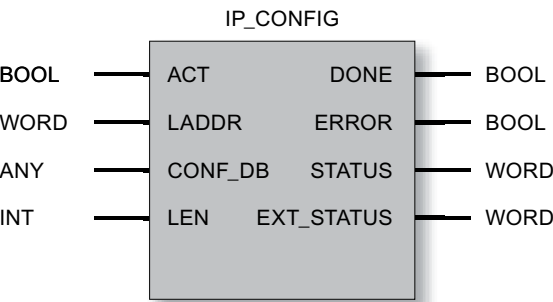 IP_CONFIG
BOOL ACT DONE BOOL
WORD LADDR ERROR BOOL
ANY CONF_DB STATUS WORD
INT LEN EXT_STATUS WORD